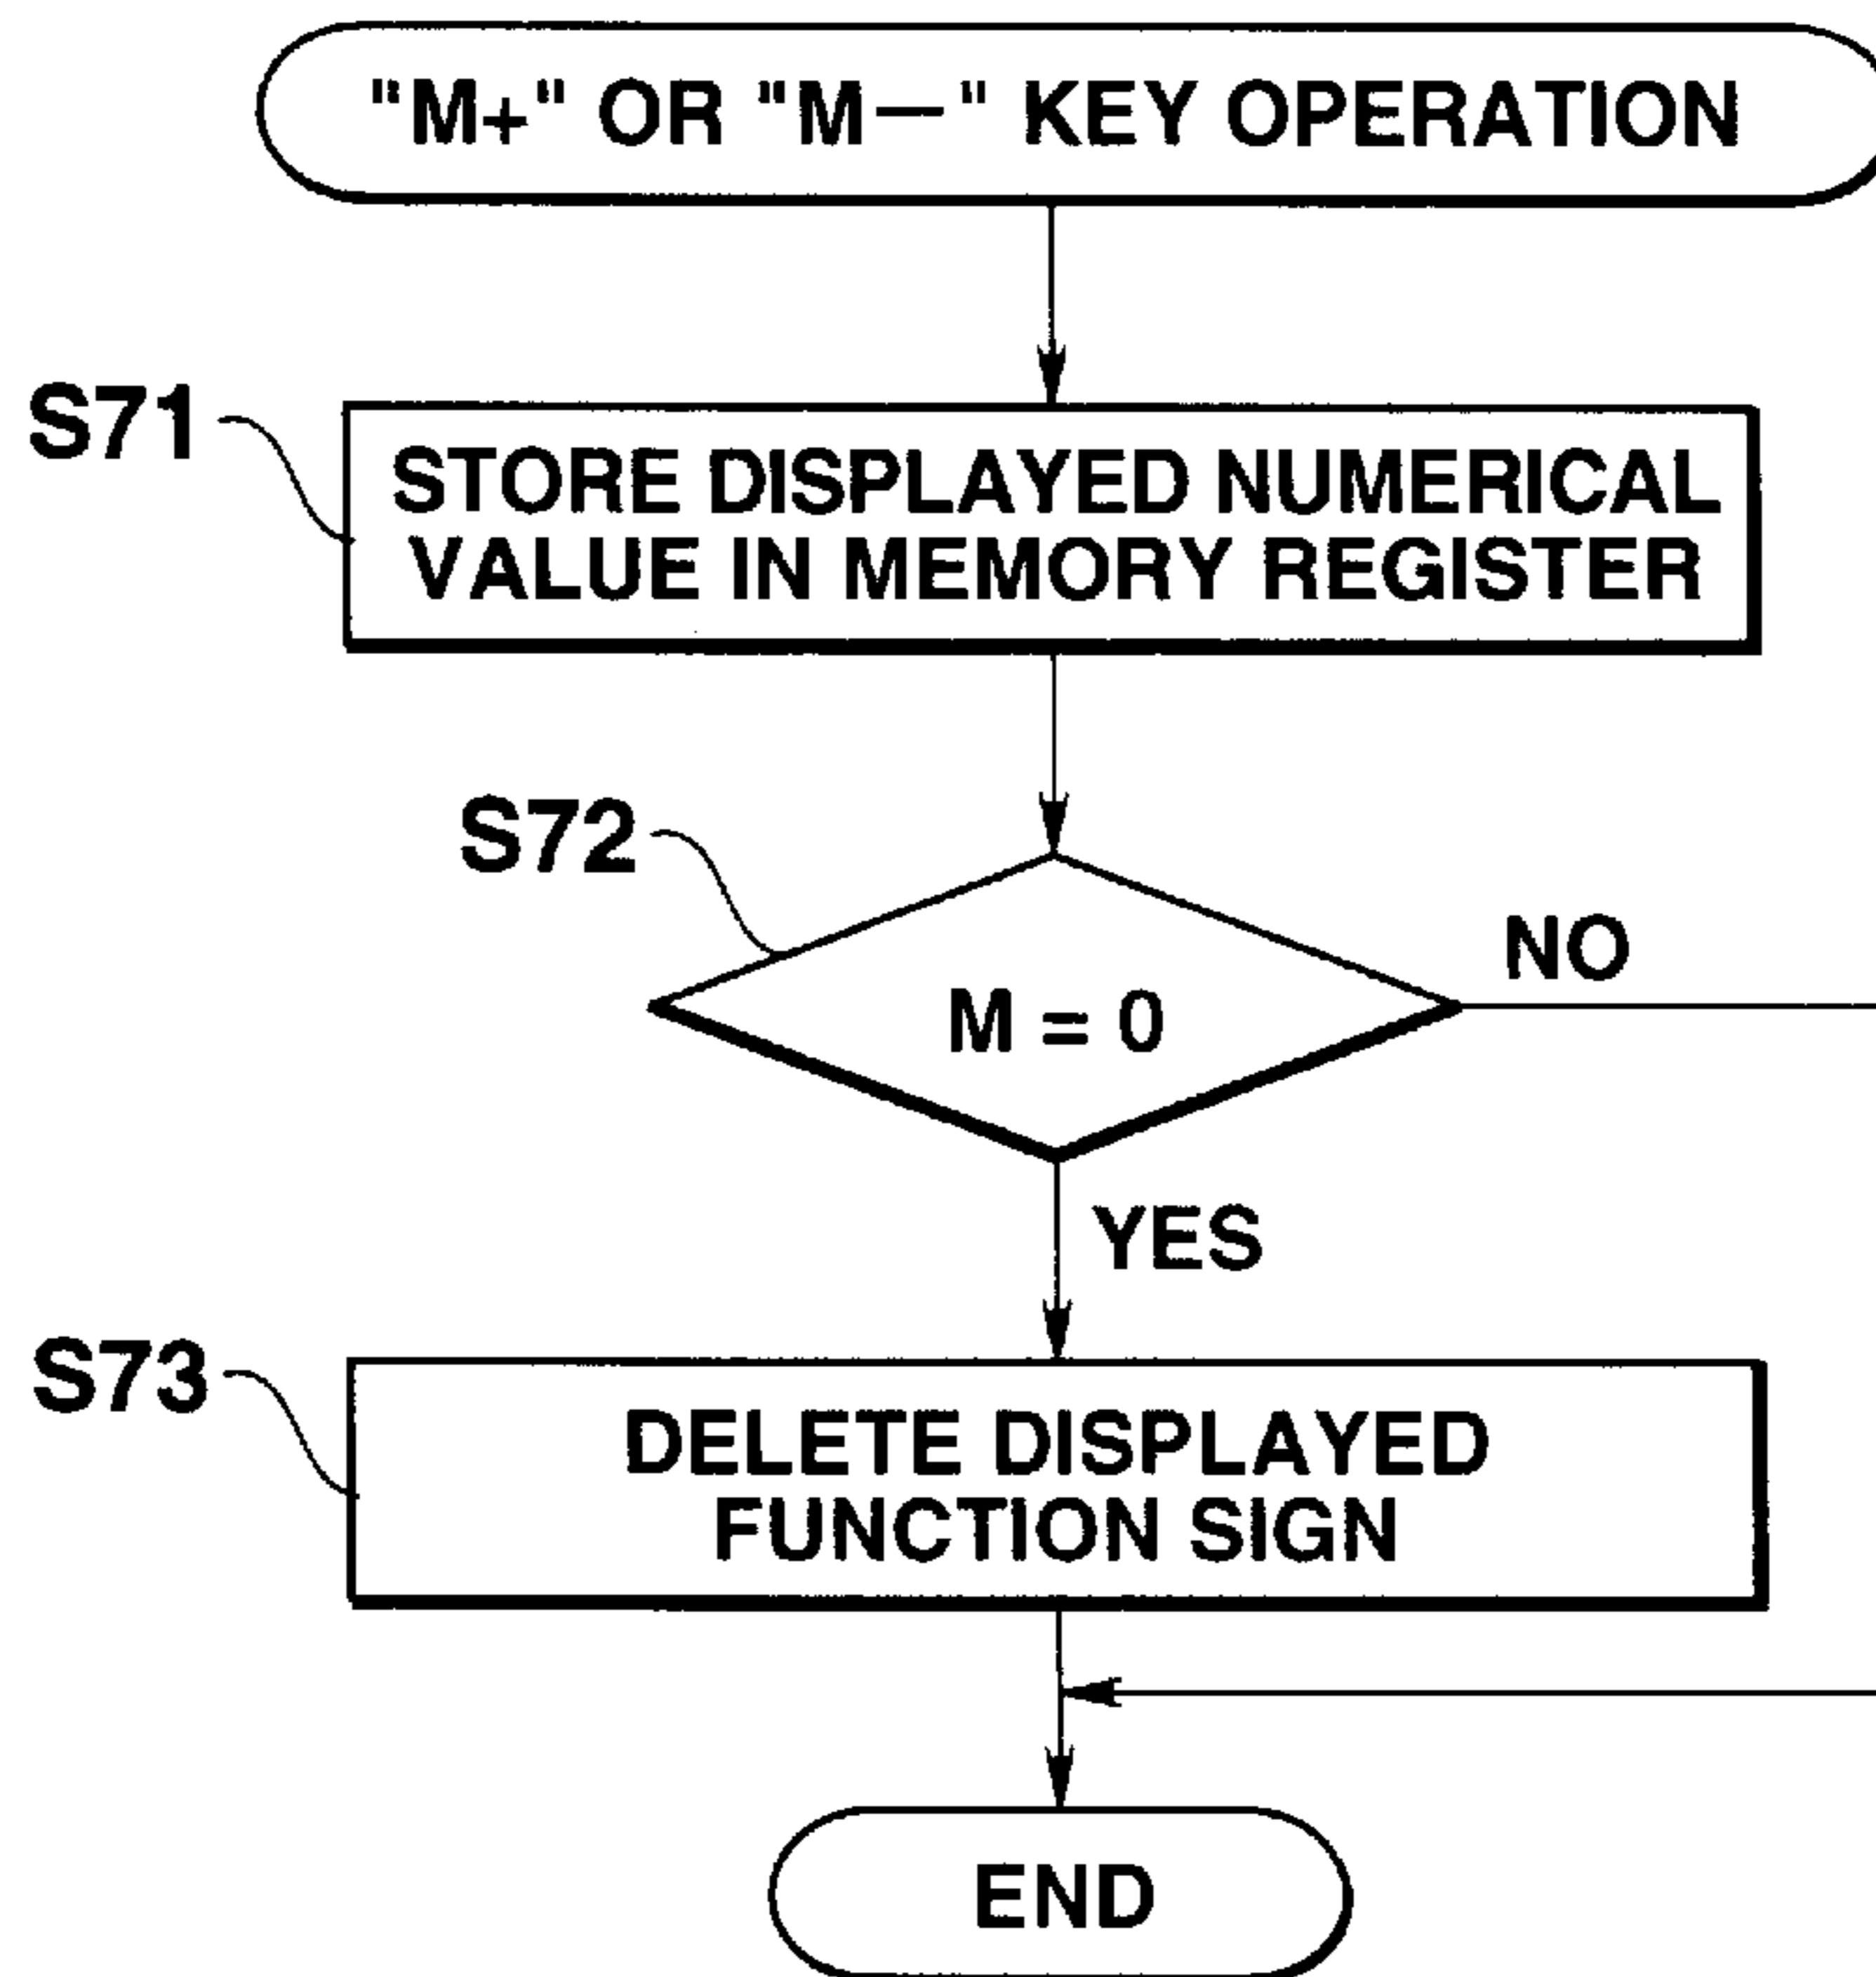 "M+" OR "M—" KEY OPERATION
S71
STORE DISPLAYED NUMERICAL
VALUE IN MEMORY REGISTER
S72
NO
M = 0
YES
S73
DELETE DISPLAYED
FUNCTION SIGN
END